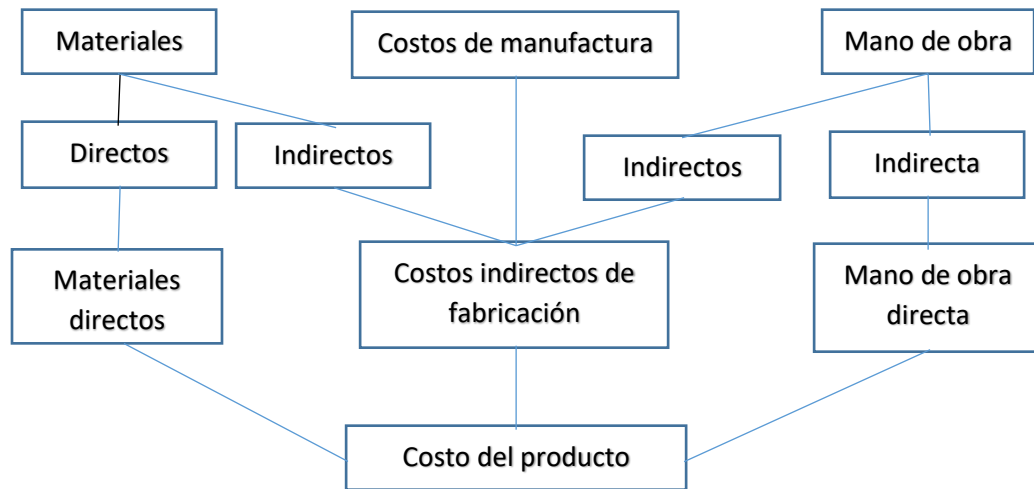 Materiales
Costos de manufactura
Mano de obra
Directos
Indirectos
Indirectos
Indirecta
Materiales
directos
Costos indirectos de
fabricación
Mano de obra
directa
Costo del producto